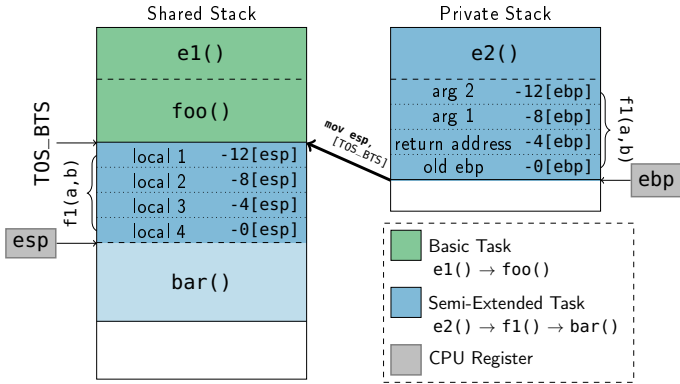 Shared Stack
Private Stack
e1()
foo()
TOS_BTS
local 1 -12[esp]
local 2 -8[esp]
local 3 -4[esp]
local 4 -0[esp]
f1(a,b)
esp
bar()
mov esp,
[TOS_BTS]
e2()
arg 2 -12[ebp]
arg 1 -8[ebp]
return address -4[ebp]
old ebp -0[ebp]
f1(a,b)
ebp
Basic Task
e1() → foo()
Semi-Extended Task
e2() → f1() → bar()
CPU Register